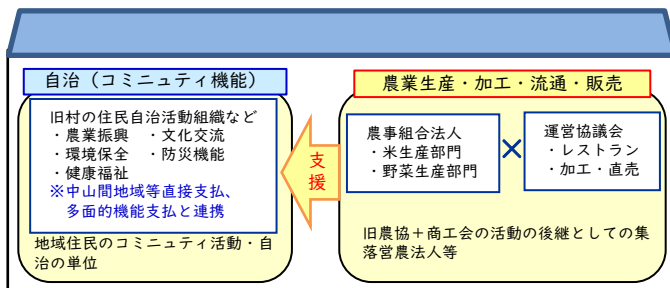 自治（コミュニティ機能）
旧村の住民自治活動組織など
・農業振興　・文化交流
・環境保全　・防災機能
・健康福祉
※中山間地域等直接支払、
多面的機能支払と連携
地域住民のコミュニティ活動・自
治の単位
支
援
農業生産・加工・流通・販売
農事組合法人
・米生産部門
・野菜生産部門
×
運営協議会
・レストラン
・加工・直売
旧農協＋商工会の活動の後継としての集
落営農法人等